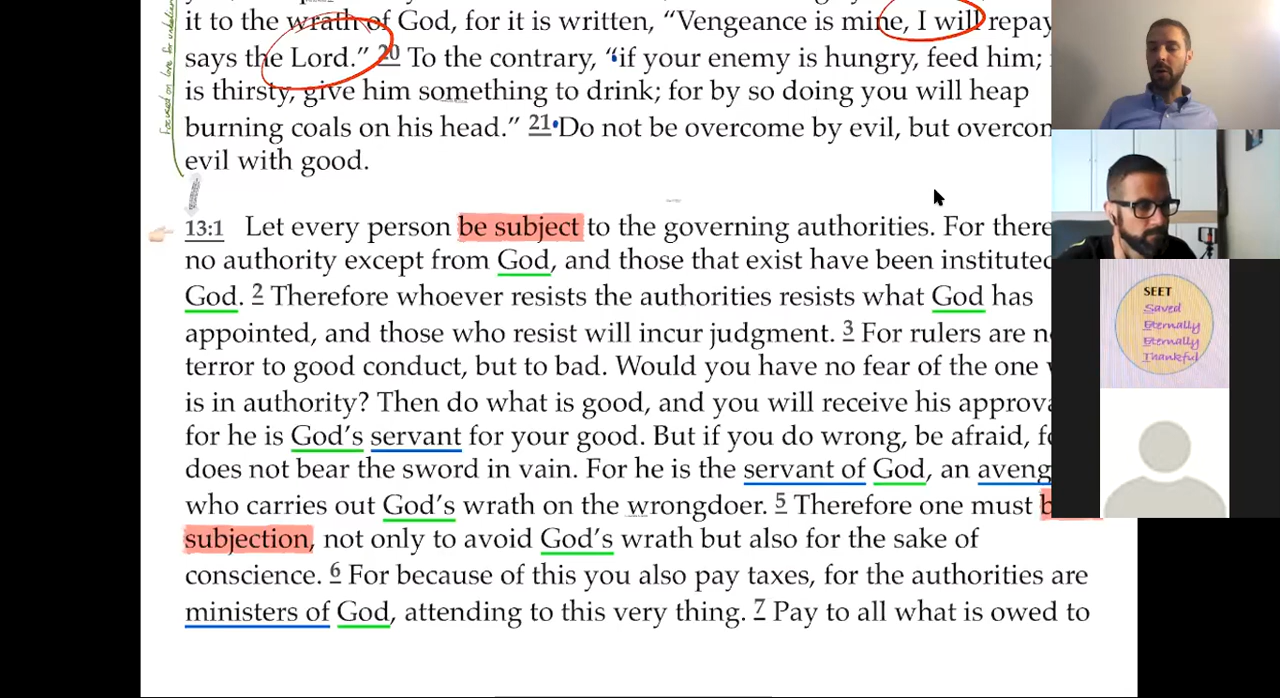 it to the wrath of God, for it is written, “Vengeance is mine, I will repay
says the Lord.” 20 To the contrary, “if your enemy is hungry, feed him;
is thirsty, give him something to drink; for by so doing you will heap
burning coals on his head.” 21 Do not be overcome by evil, but overcom
evil with good.
13:1 Let every person be subject to the governing authorities. For there
no authority except from God, and those that exist have been instituted
God. 2 Therefore whoever resists the authorities resists what God has
appointed, and those who resist will incur judgment. 3 For rulers are n
terror to good conduct, but to bad. Would you have no fear of the one
is in authority? Then do what is good, and you will receive his approva
for he is God’s servant for your good. But if you do wrong, be afraid, f
does not bear the sword in vain. For he is the servant of God, an aveng
who carries out God’s wrath on the wrongdoer. 5 Therefore one must b
subjection, not only to avoid God’s wrath but also for the sake of
conscience. 6 For because of this you also pay taxes, for the authorities are
ministers of God, attending to this very thing. 7 Pay to all what is owed to
focused on love for
SEET
Saved
Eternally
Eternally
Thankful